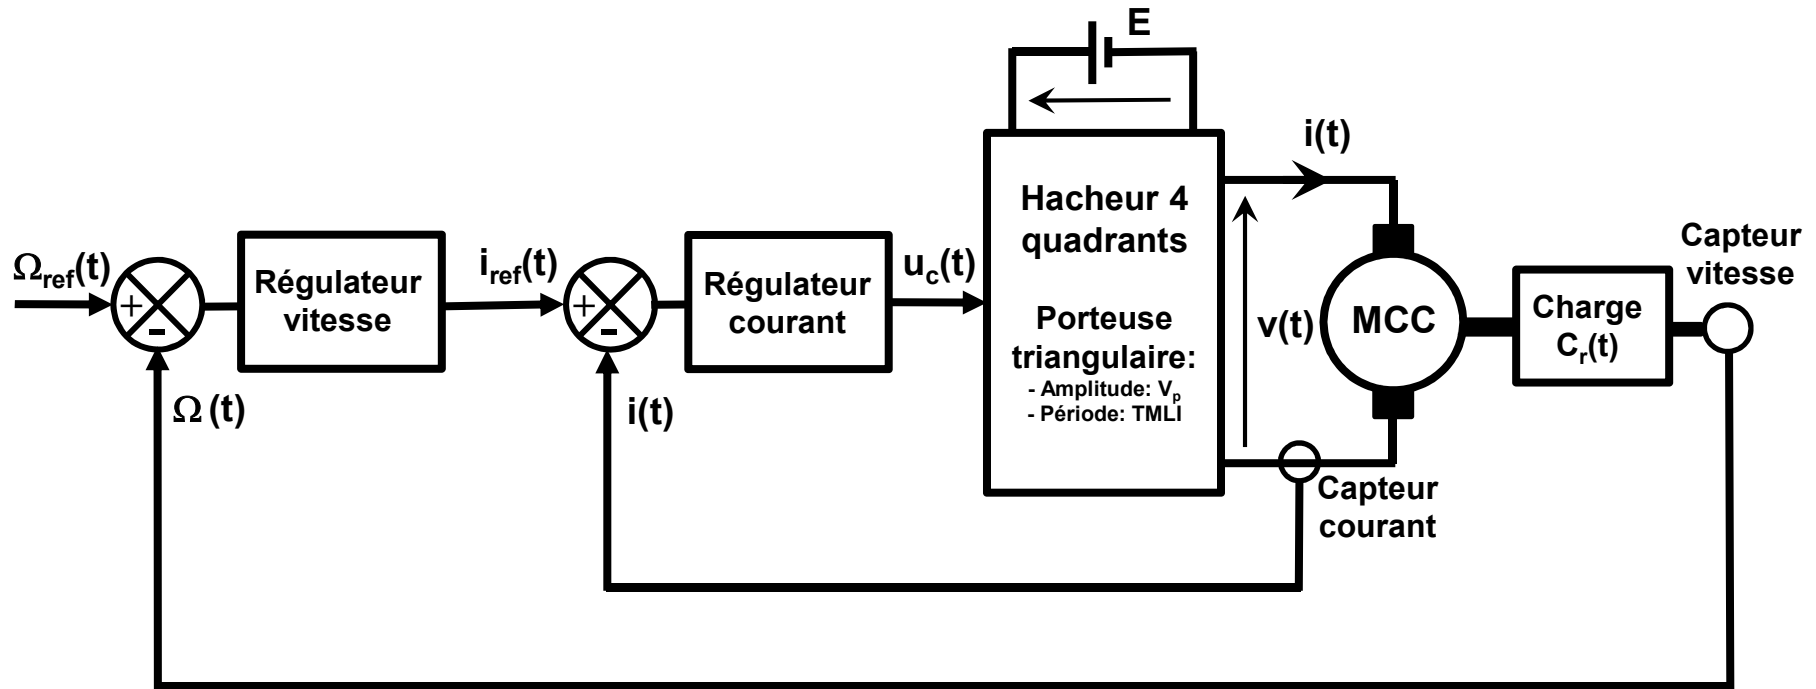 E
i(t)
Hacheur 4
quadrants
Porteuse
triangulaire:
- Amplitude: Vp
- Période: TMLI
Ωref(t)
+
-
Régulateur
vitesse
iref(t)
+
-
Régulateur
courant
uc(t)
v(t)
MCC
Charge
Cr(t)
Capteur
vitesse
Ω (t)
i(t)
Capteur
courant